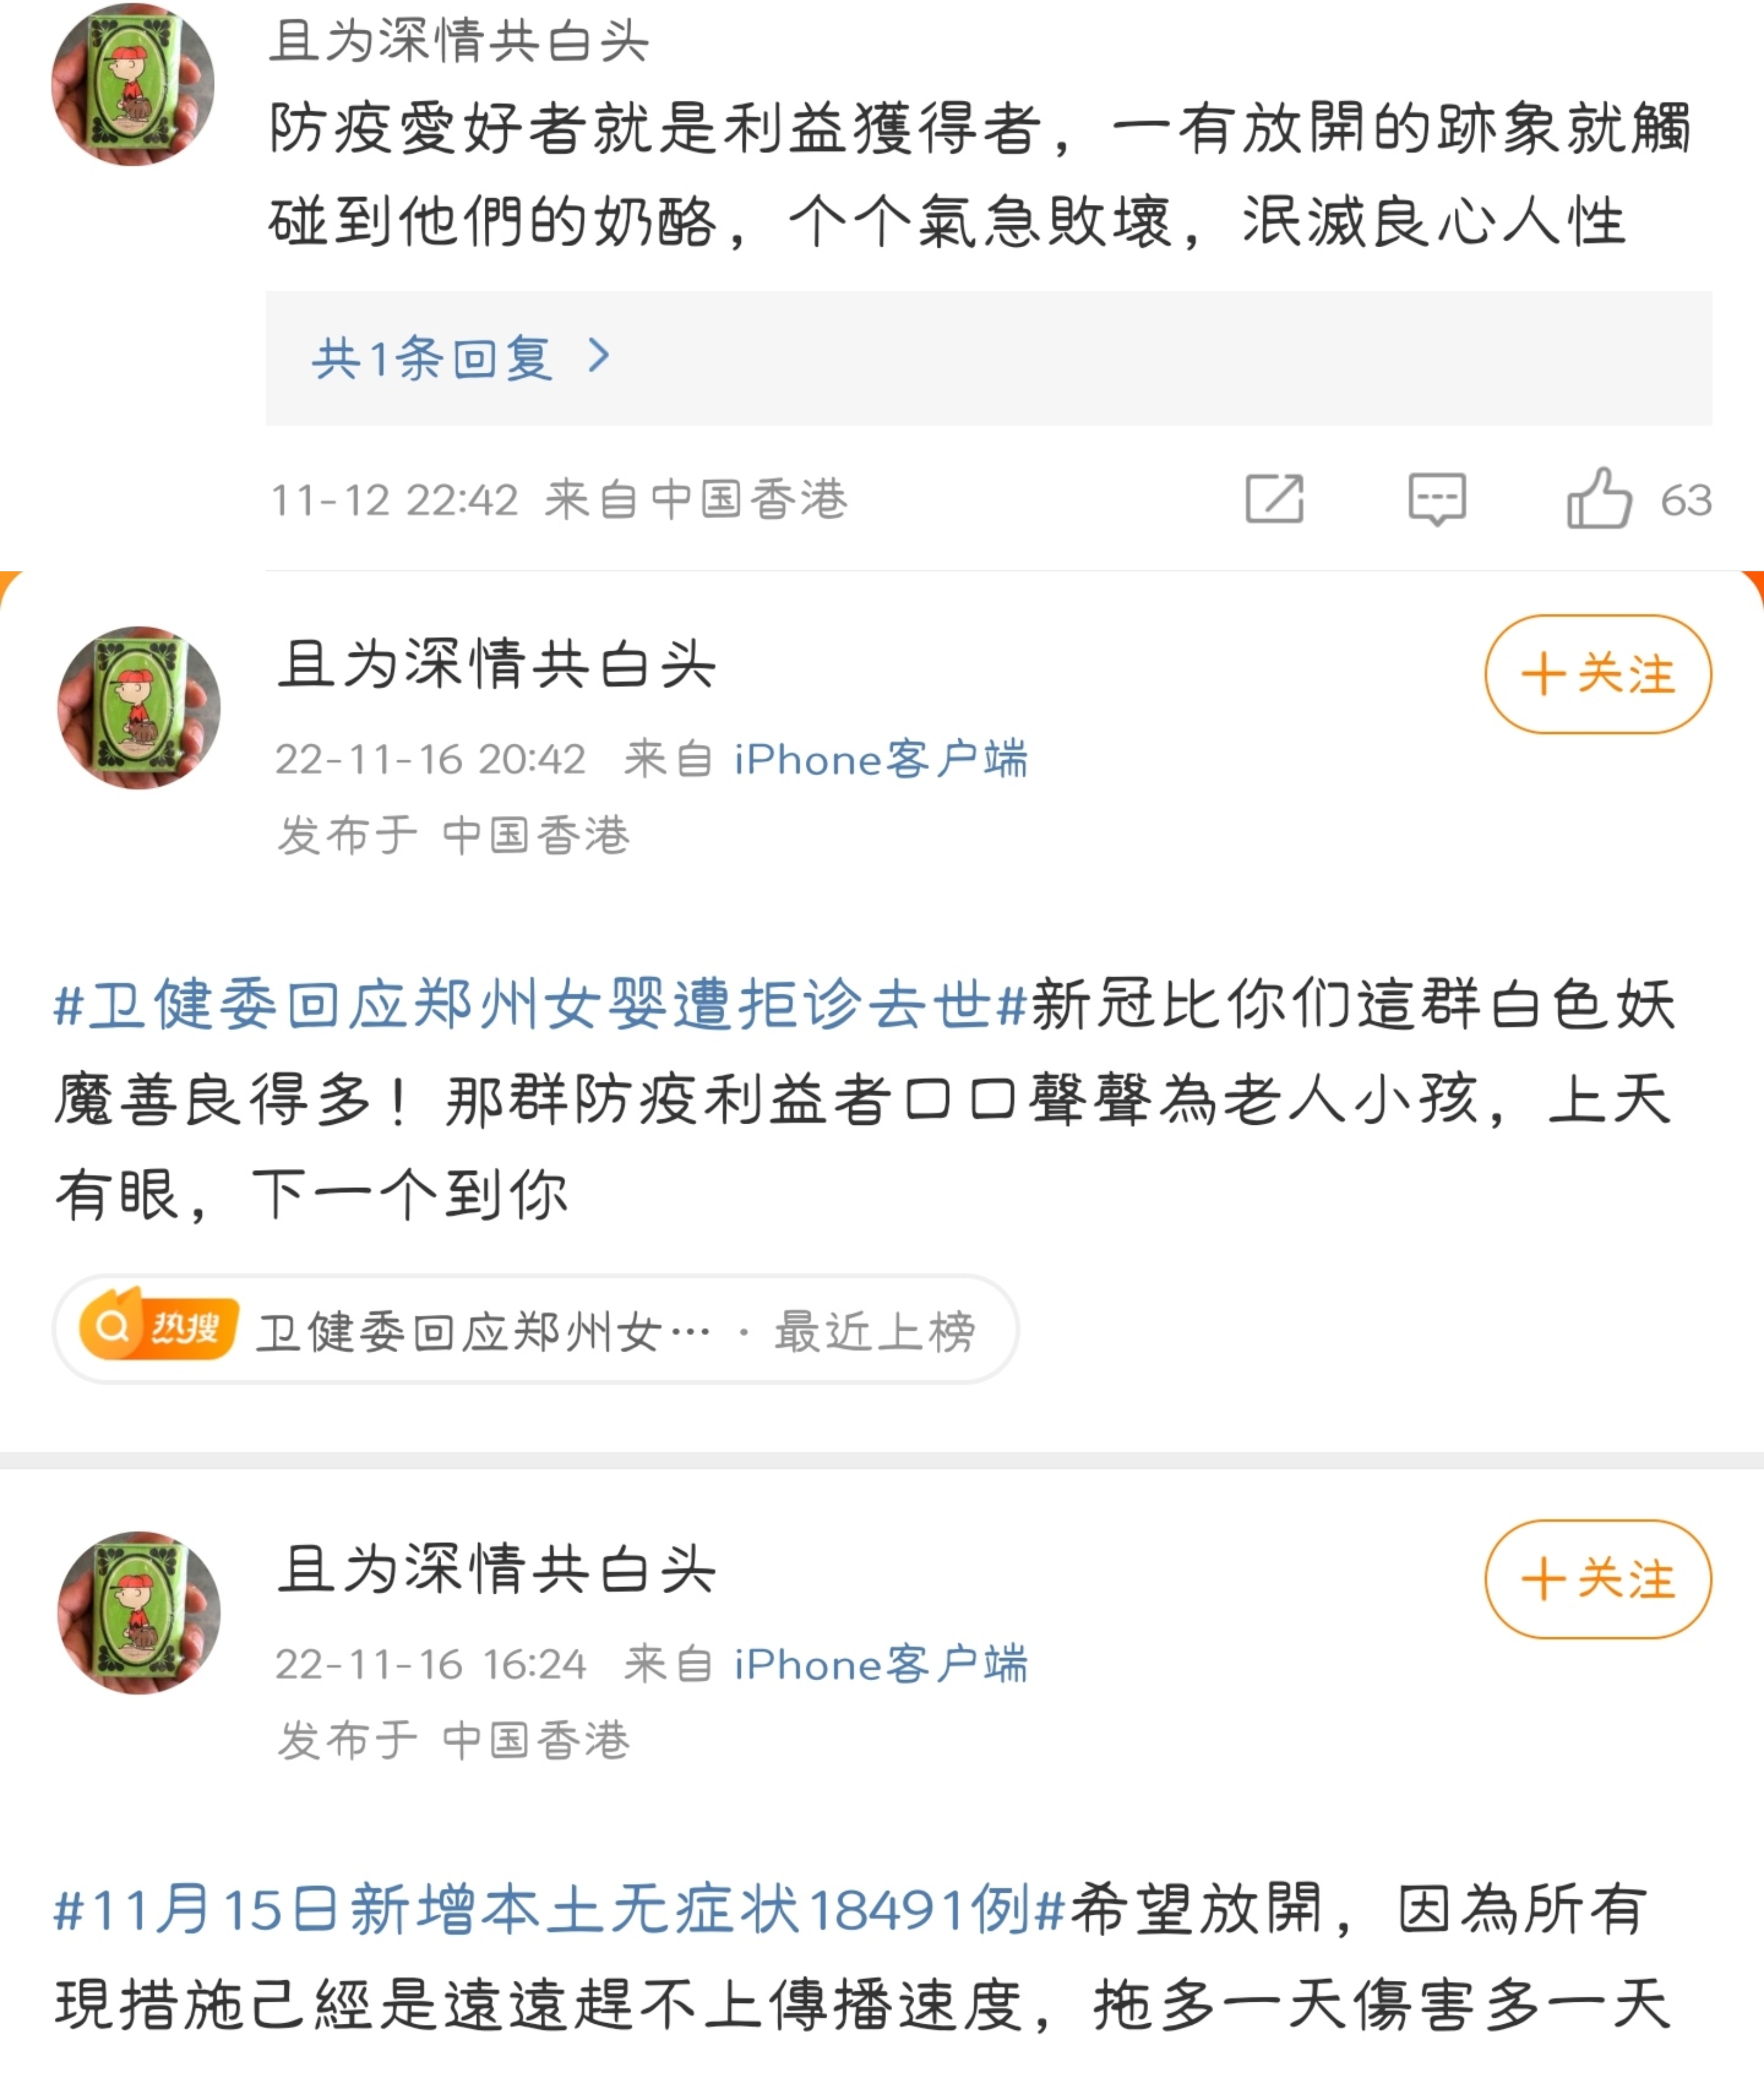 且为深情共白头
防疫愛好者就是利益獲得者，一有放開的跡象就觸
碰到他們的奶酪，个个氣急敗壞，泯滅良心人性
共1条回复 >
11-12 22:42 来自中国香港 63
且为深情共白头
+关注
22-11-16 20:42 来自 iPhone客户端
发布于 中国香港
#卫健委回应郑州女婴遭拒诊去世#新冠比你们這群白色妖
魔善良得多！那群防疫利益者口口聲聲為老人小孩，上天
有眼，下一个到你
热搜 卫健委回应郑州女… · 最近上榜
且为深情共白头
+关注
22-11-16 16:24 来自 iPhone客户端
发布于 中国香港
#11月15日新增本土无症状18491例#希望放開，因為所有
現措施己經是遠遠趕不上傳播速度，拖多一天傷害多一天